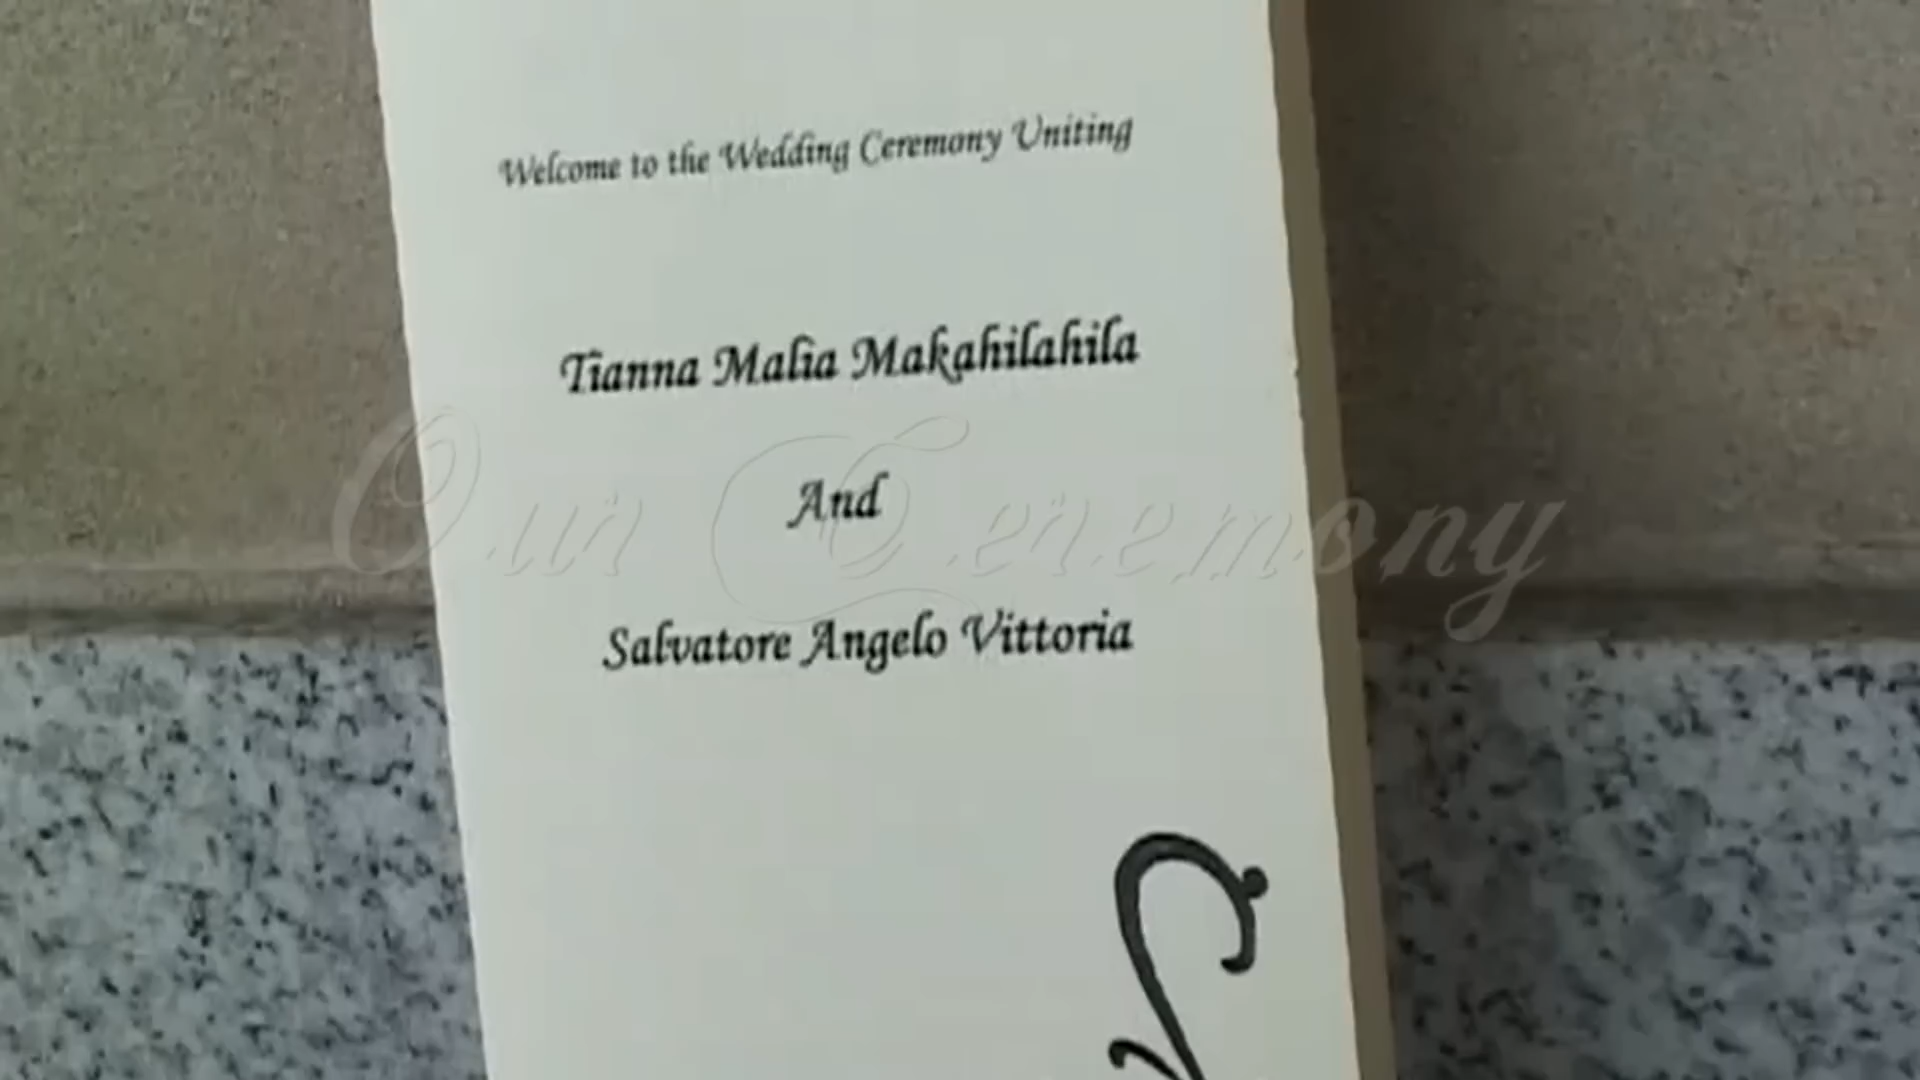 Welcome to the Wedding Ceremony Uniting
Tianna Malia Makahilahila
And
Our Ceremony
Salvatore Angelo Vittoria